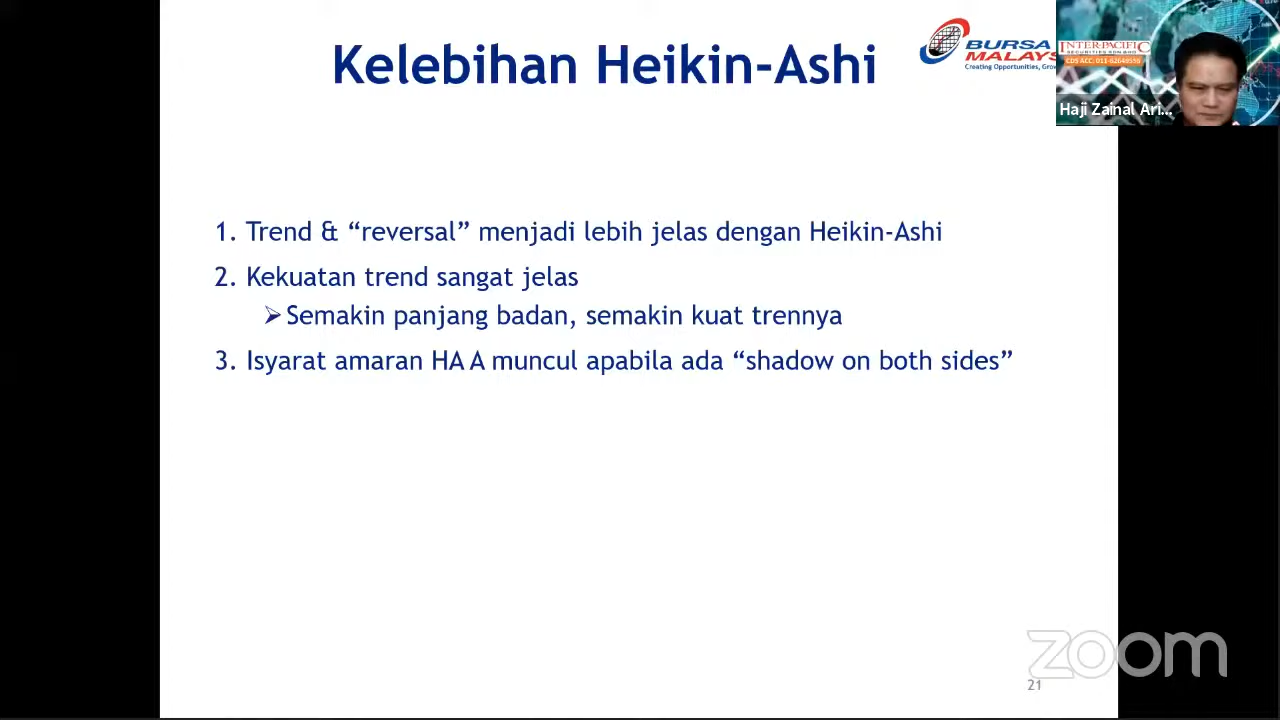 Kelebihan Heikin-Ashi
BURSA
MALAYS
Creating Opportunities, Grow
INTER-PACIFIC
SECURITIES SDN BHD
CDS ACC: 011-62649556
Haji Zainal Ari...
1. Trend & “reversal” menjadi lebih jelas dengan Heikin-Ashi
2. Kekuatan trend sangat jelas
➢Semakin panjang badan, semakin kuat trennya
3. Isyarat amaran HA A muncul apabila ada “shadow on both sides”
zoom
21